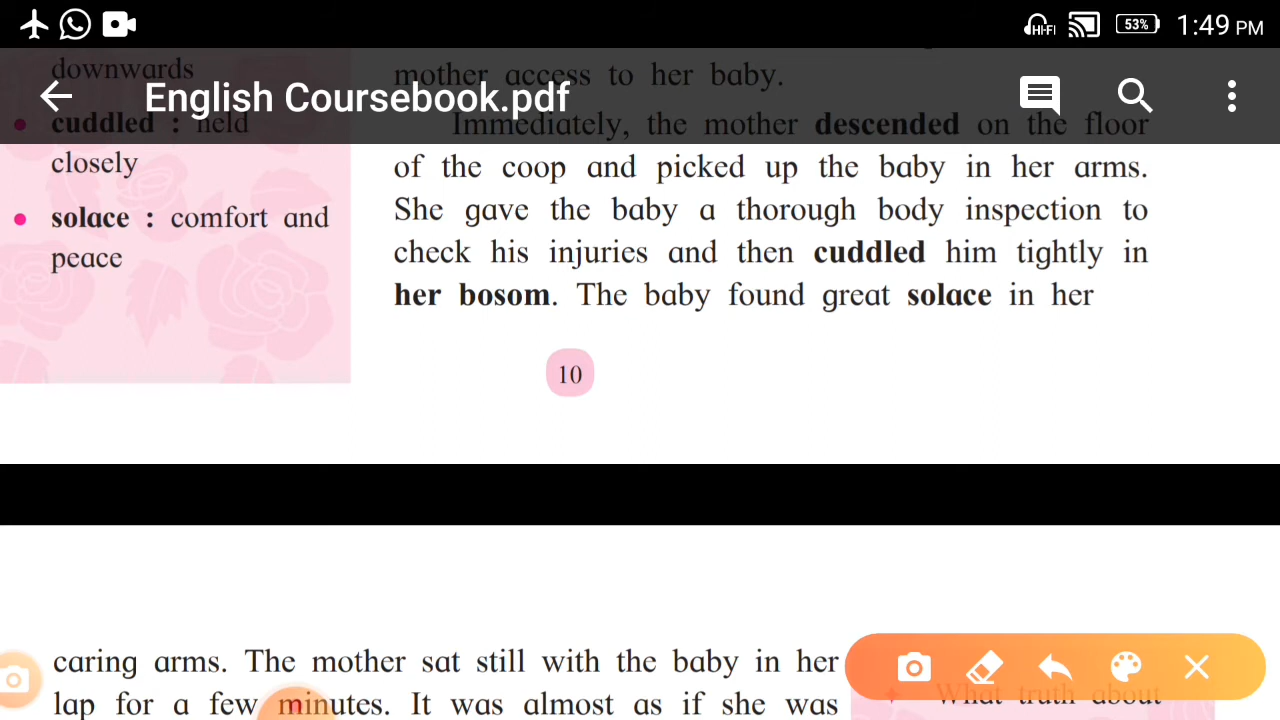 53% 1:49 PM
English Coursebook.pdf
downwards
cuddled : held
closely
solace : comfort and
peace
mother access to her baby.
Immediately, the mother descended on the floor
of the coop and picked up the baby in her arms.
She gave the baby a thorough body inspection to
check his injuries and then cuddled him tightly in
her bosom. The baby found great solace in her
10
caring arms. The mother sat still with the baby in her
lap for a few minutes. It was almost as if she was
What truth about